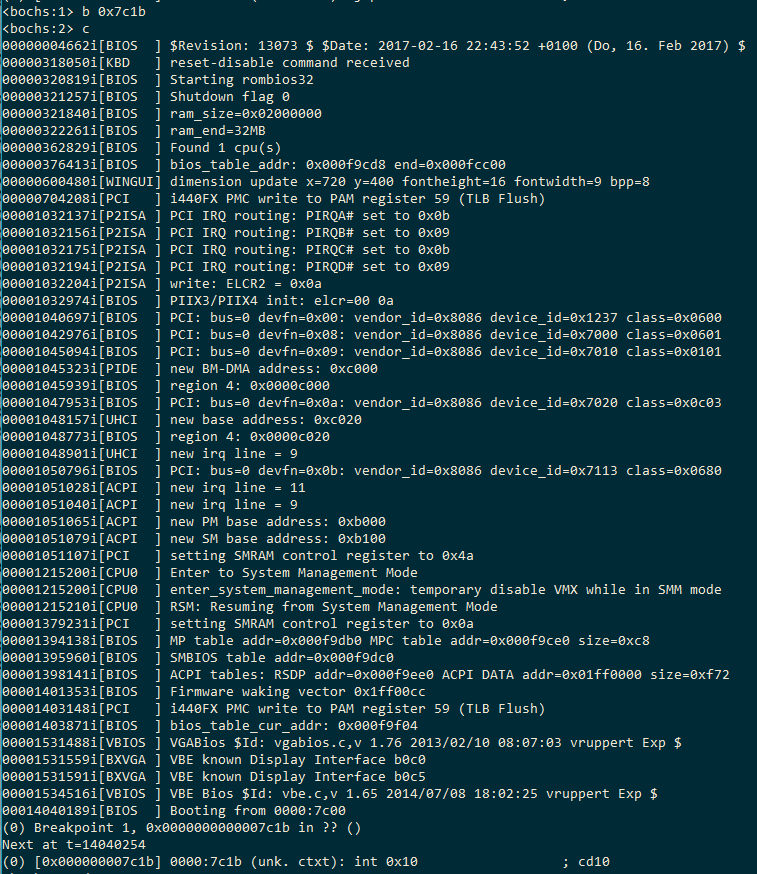 <bochs:1> b 0x7c1b
<bochs:2> c
00000004662i[BIOS  ] $Revision: 13073 $ $Date: 2017-02-16 22:43:52 +0100 (Do, 16. Feb 2017) $
00000318050i[KBD   ] reset-disable command received
00000320819i[BIOS  ] Starting rombios32
00000321257i[BIOS  ] Shutdown flag 0
00000321840i[BIOS  ] ram_size=0x02000000
00000322261i[BIOS  ] ram_end=32MB
00000362829i[BIOS  ] Found 1 cpu(s)
00000376413i[BIOS  ] bios_table_addr: 0x000f9cd8 end=0x000fcc00
00000600480i[WINGUI] dimension update x=720 y=400 fontheight=16 fontwidth=9 bpp=8
00000704208i[PCI   ] i440FX PMC write to PAM register 59 (TLB Flush)
00001032137i[P2ISA ] PCI IRQ routing: PIRQA# set to 0x0b
00001032156i[P2ISA ] PCI IRQ routing: PIRQB# set to 0x09
00001032175i[P2ISA ] PCI IRQ routing: PIRQC# set to 0x0b
00001032194i[P2ISA ] PCI IRQ routing: PIRQD# set to 0x09
00001032204i[P2ISA ] write: ELCR2 = 0x0a
00001032974i[BIOS  ] PIIX3/PIIX4 init: elcr=00 0a
00001040697i[BIOS  ] PCI: bus=0 devfn=0x00: vendor_id=0x8086 device_id=0x1237 class=0x0600
00001042976i[BIOS  ] PCI: bus=0 devfn=0x08: vendor_id=0x8086 device_id=0x7000 class=0x0601
00001045094i[BIOS  ] PCI: bus=0 devfn=0x09: vendor_id=0x8086 device_id=0x7010 class=0x0101
00001045323i[PIDE  ] new BM-DMA address: 0xc000
00001045939i[BIOS  ] region 4: 0x0000c000
00001047953i[BIOS  ] PCI: bus=0 devfn=0x0a: vendor_id=0x8086 device_id=0x7020 class=0x0c03
00001048157i[UHCI  ] new base address: 0xc020
00001048773i[BIOS  ] region 4: 0x0000c020
00001048901i[UHCI  ] new irq line = 9
00001050796i[BIOS  ] PCI: bus=0 devfn=0x0b: vendor_id=0x8086 device_id=0x7113 class=0x0680
00001051028i[ACPI  ] new irq line = 11
00001051040i[ACPI  ] new irq line = 9
00001051065i[ACPI  ] new PM base address: 0xb000
00001051079i[ACPI  ] new SM base address: 0xb100
00001051107i[PCI   ] setting SMRAM control register to 0x4a
00001215200i[CPU0  ] Enter to System Management Mode
00001215200i[CPU0  ] enter_system_management_mode: temporary disable VMX while in SMM mode
00001215210i[CPU0  ] RSM: Resuming from System Management Mode
00001379231i[PCI   ] setting SMRAM control register to 0x0a
00001394138i[BIOS  ] MP table addr=0x000f9db0 MPC table addr=0x000f9ce0 size=0xc8
00001395960i[BIOS  ] SMBIOS table addr=0x000f9dc0
00001398141i[BIOS  ] ACPI tables: RSDP addr=0x000f9ee0 ACPI DATA addr=0x01ff0000 size=0xf72
00001401353i[BIOS  ] Firmware waking vector 0x1ff00cc
00001403148i[PCI   ] i440FX PMC write to PAM register 59 (TLB Flush)
00001403871i[BIOS  ] bios_table_cur_addr: 0x000f9f04
00001531488i[VBIOS ] VGABios $Id: vgabios.c,v 1.76 2013/02/10 08:07:03 vruppert Exp $
00001531559i[BXVGA ] VBE known Display Interface b0c0
00001531591i[BXVGA ] VBE known Display Interface b0c5
00001534516i[VBIOS ] VBE Bios $Id: vbe.c,v 1.65 2014/07/08 18:02:25 vruppert Exp $
00014040189i[BIOS  ] Booting from 0000:7c00
(0) Breakpoint 1, 0x0000000000007c1b in ?? ()
Next at t=14040254
(0) [0x000000007c1b] 0000:7c1b (unk. ctxt): int 0x10                  ; cd10